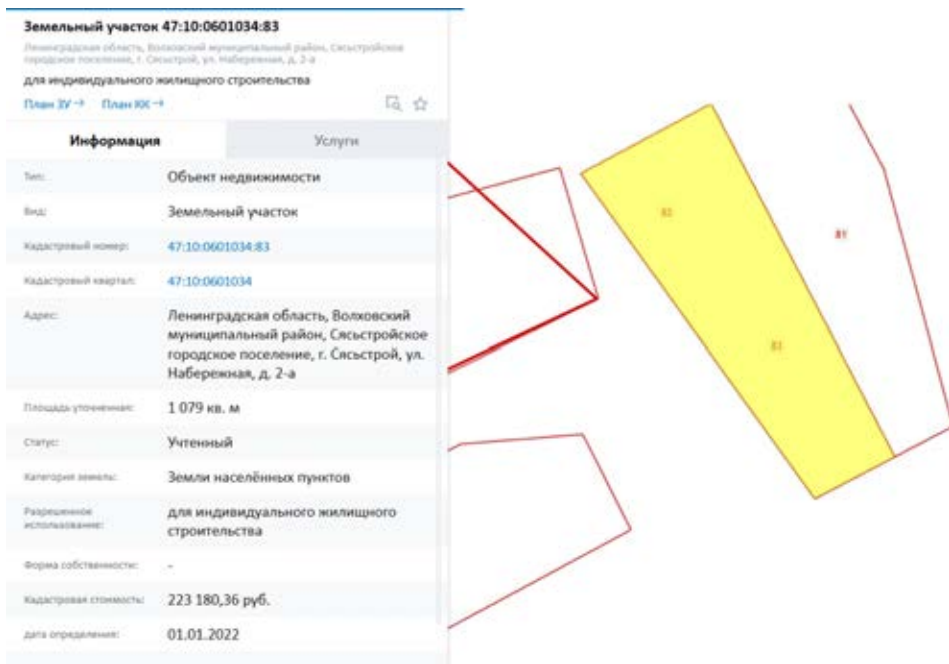 Земельный участок 47:10:0601034:83
Ленинградская область, Волховский муниципальный район, Сясьстройское
городское поселение, г. Сясьстрой, ул. Набережная, д. 2-а
для индивидуального жилищного строительства
План ЗУ → План КК →
Информация Услуги
Тип: Объект недвижимости
Вид: Земельный участок
Кадастровый номер: 47:10:0601034:83
Кадастровый квартал: 47:10:0601034
Адрес: Ленинградская область, Волховский
муниципальный район, Сясьстройское
городское поселение, г. Сясьстрой, ул.
Набережная, д. 2-а
Площадь уточненная: 1 079 кв. м
Статус: Учтенный
Категория земель: Земли населённых пунктов
Разрешенное
использование: для индивидуального жилищного
строительства
Форма собственности: -
Кадастровая стоимость: 223 180,36 руб.
дата определения: 01.01.2022
83